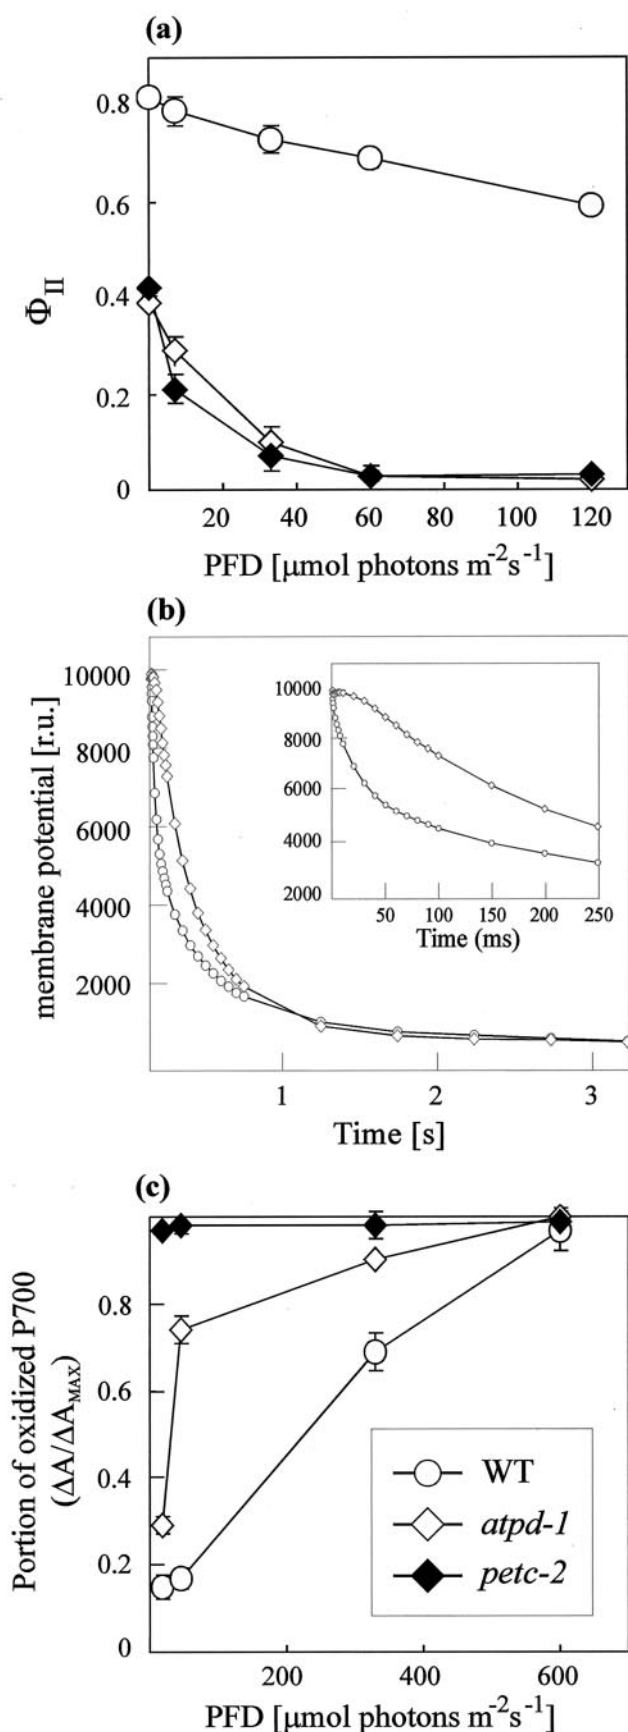 (a)
0.8
0.6
0.4
0.2
0
Φ_II
20 40 60 80 100 120
PFD [µmol photons m⁻²s⁻¹]
(b)
10000
8000
6000
4000
2000
membrane potential [r.u.]
10000
8000
6000
4000
2000
50 100 150 200 250
Time (ms)
1 2 3
Time [s]
(c)
0.8
0.6
0.4
0.2
0
Portion of oxidized P700
(ΔA/ΔA_MAX)
WT
atpd-1
petc-2
200 400 600
PFD [µmol photons m⁻²s⁻¹]